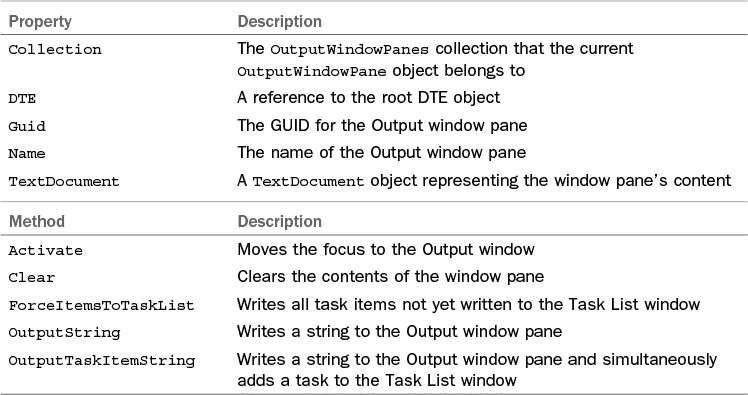 Property Description
Collection The OutputWindowPanes collection that the current
OutputWindowPane object belongs to
DTE A reference to the root DTE object
Guid The GUID for the Output window pane
Name The name of the Output window pane
TextDocument A TextDocument object representing the window pane’s content
Method Description
Activate Moves the focus to the Output window
Clear Clears the contents of the window pane
ForceItemsToTaskList Writes all task items not yet written to the Task List window
OutputString Writes a string to the Output window pane
OutputTaskItemString Writes a string to the Output window pane and simultaneously
adds a task to the Task List window